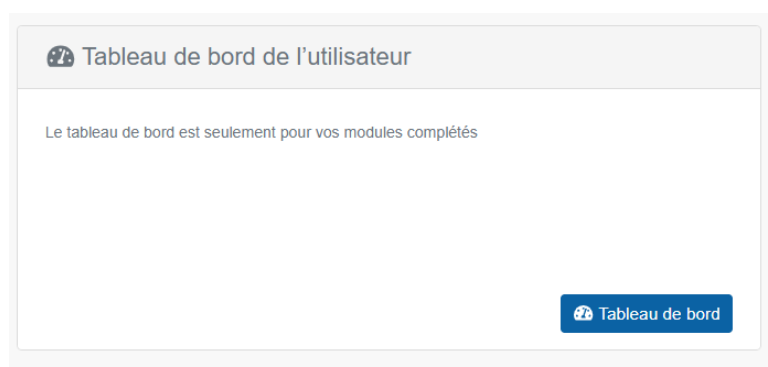 Tableau de bord de l’utilisateur
Le tableau de bord est seulement pour vos modules complétés
Tableau de bord